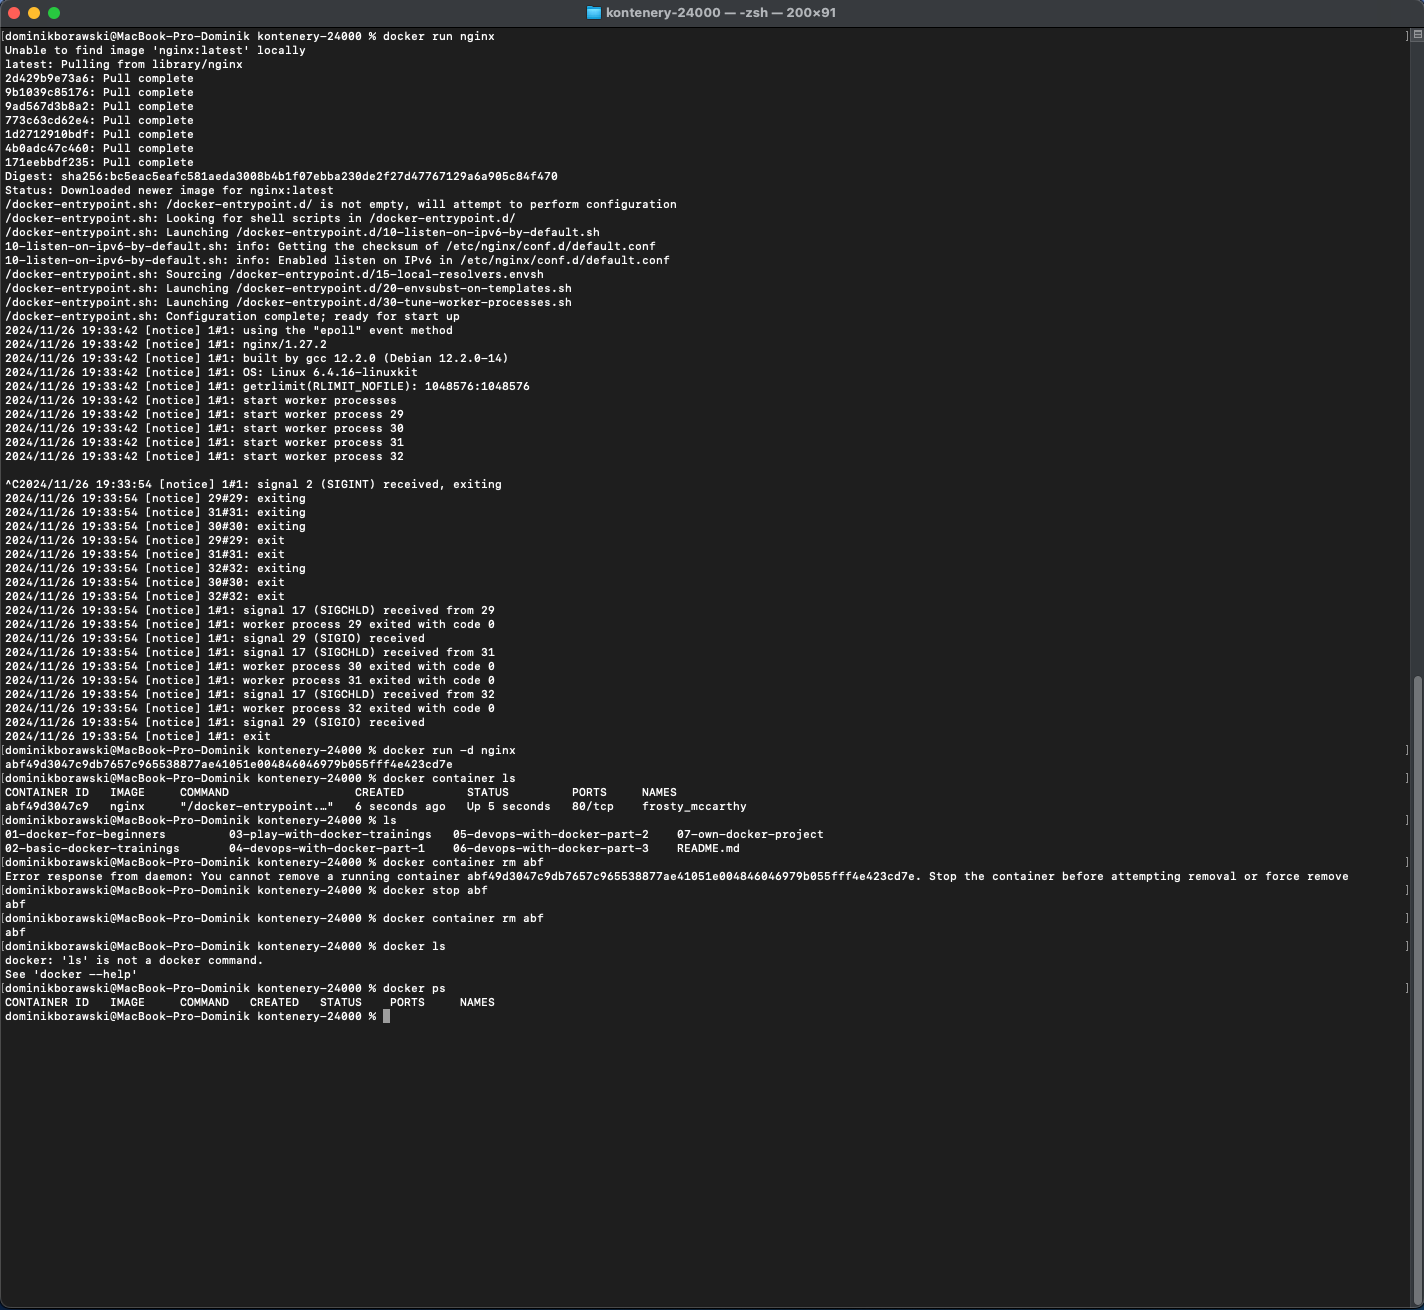 kontenery-24000 — -zsh — 200×91
dominikborawski@MacBook-Pro-Dominik kontenery-24000 % docker run nginx
Unable to find image 'nginx:latest' locally
latest: Pulling from library/nginx
2d429b9e73a6: Pull complete
9b1039c85176: Pull complete
9ad567d3b8a2: Pull complete
773c63cd62e4: Pull complete
1d2712910bdf: Pull complete
4b0adc47c460: Pull complete
171eebbdf235: Pull complete
Digest: sha256:bc5eac5eafc581aeda3008b4b1f07ebba230de2f27d47767129a6a905c84f470
Status: Downloaded newer image for nginx:latest
/docker-entrypoint.sh: /docker-entrypoint.d/ is not empty, will attempt to perform configuration
/docker-entrypoint.sh: Looking for shell scripts in /docker-entrypoint.d/
/docker-entrypoint.sh: Launching /docker-entrypoint.d/10-listen-on-ipv6-by-default.sh
10-listen-on-ipv6-by-default.sh: info: Getting the checksum of /etc/nginx/conf.d/default.conf
10-listen-on-ipv6-by-default.sh: info: Enabled listen on IPv6 in /etc/nginx/conf.d/default.conf
/docker-entrypoint.sh: Sourcing /docker-entrypoint.d/15-local-resolvers.envsh
/docker-entrypoint.sh: Launching /docker-entrypoint.d/20-envsubst-on-templates.sh
/docker-entrypoint.sh: Launching /docker-entrypoint.d/30-tune-worker-processes.sh
/docker-entrypoint.sh: Configuration complete; ready for start up
2024/11/26 19:33:42 [notice] 1#1: using the "epoll" event method
2024/11/26 19:33:42 [notice] 1#1: nginx/1.27.2
2024/11/26 19:33:42 [notice] 1#1: built by gcc 12.2.0 (Debian 12.2.0-14)
2024/11/26 19:33:42 [notice] 1#1: OS: Linux 6.4.16-linuxkit
2024/11/26 19:33:42 [notice] 1#1: getrlimit(RLIMIT_NOFILE): 1048576:1048576
2024/11/26 19:33:42 [notice] 1#1: start worker processes
2024/11/26 19:33:42 [notice] 1#1: start worker process 29
2024/11/26 19:33:42 [notice] 1#1: start worker process 30
2024/11/26 19:33:42 [notice] 1#1: start worker process 31
2024/11/26 19:33:42 [notice] 1#1: start worker process 32
^C2024/11/26 19:33:54 [notice] 1#1: signal 2 (SIGINT) received, exiting
2024/11/26 19:33:54 [notice] 29#29: exiting
2024/11/26 19:33:54 [notice] 31#31: exiting
2024/11/26 19:33:54 [notice] 30#30: exiting
2024/11/26 19:33:54 [notice] 29#29: exit
2024/11/26 19:33:54 [notice] 31#31: exit
2024/11/26 19:33:54 [notice] 32#32: exiting
2024/11/26 19:33:54 [notice] 30#30: exit
2024/11/26 19:33:54 [notice] 32#32: exit
2024/11/26 19:33:54 [notice] 1#1: signal 17 (SIGCHLD) received from 29
2024/11/26 19:33:54 [notice] 1#1: worker process 29 exited with code 0
2024/11/26 19:33:54 [notice] 1#1: signal 29 (SIGIO) received
2024/11/26 19:33:54 [notice] 1#1: signal 17 (SIGCHLD) received from 31
2024/11/26 19:33:54 [notice] 1#1: worker process 30 exited with code 0
2024/11/26 19:33:54 [notice] 1#1: worker process 31 exited with code 0
2024/11/26 19:33:54 [notice] 1#1: signal 17 (SIGCHLD) received from 32
2024/11/26 19:33:54 [notice] 1#1: worker process 32 exited with code 0
2024/11/26 19:33:54 [notice] 1#1: signal 29 (SIGIO) received
2024/11/26 19:33:54 [notice] 1#1: exit
dominikborawski@MacBook-Pro-Dominik kontenery-24000 % docker run -d nginx
abf49d3047c9db7657c965538877ae41051e004846046979b055fff4e423cd7e
dominikborawski@MacBook-Pro-Dominik kontenery-24000 % docker container ls
CONTAINER ID   IMAGE     COMMAND                  CREATED         STATUS         PORTS     NAMES
abf49d3047c9   nginx     "/docker-entrypoint.…"   6 seconds ago   Up 5 seconds   80/tcp    frosty_mccarthy
dominikborawski@MacBook-Pro-Dominik kontenery-24000 % ls
01-docker-for-beginners         03-play-with-docker-trainings   05-devops-with-docker-part-2    07-own-docker-project
02-basic-docker-trainings       04-devops-with-docker-part-1    06-devops-with-docker-part-3    README.md
dominikborawski@MacBook-Pro-Dominik kontenery-24000 % docker container rm abf
Error response from daemon: You cannot remove a running container abf49d3047c9db7657c965538877ae41051e004846046979b055fff4e423cd7e. Stop the container before attempting removal or force remove
dominikborawski@MacBook-Pro-Dominik kontenery-24000 % docker stop abf
abf
dominikborawski@MacBook-Pro-Dominik kontenery-24000 % docker container rm abf
abf
dominikborawski@MacBook-Pro-Dominik kontenery-24000 % docker ls
docker: 'ls' is not a docker command.
See 'docker --help'
dominikborawski@MacBook-Pro-Dominik kontenery-24000 % docker ps
CONTAINER ID   IMAGE     COMMAND   CREATED   STATUS    PORTS     NAMES
dominikborawski@MacBook-Pro-Dominik kontenery-24000 %